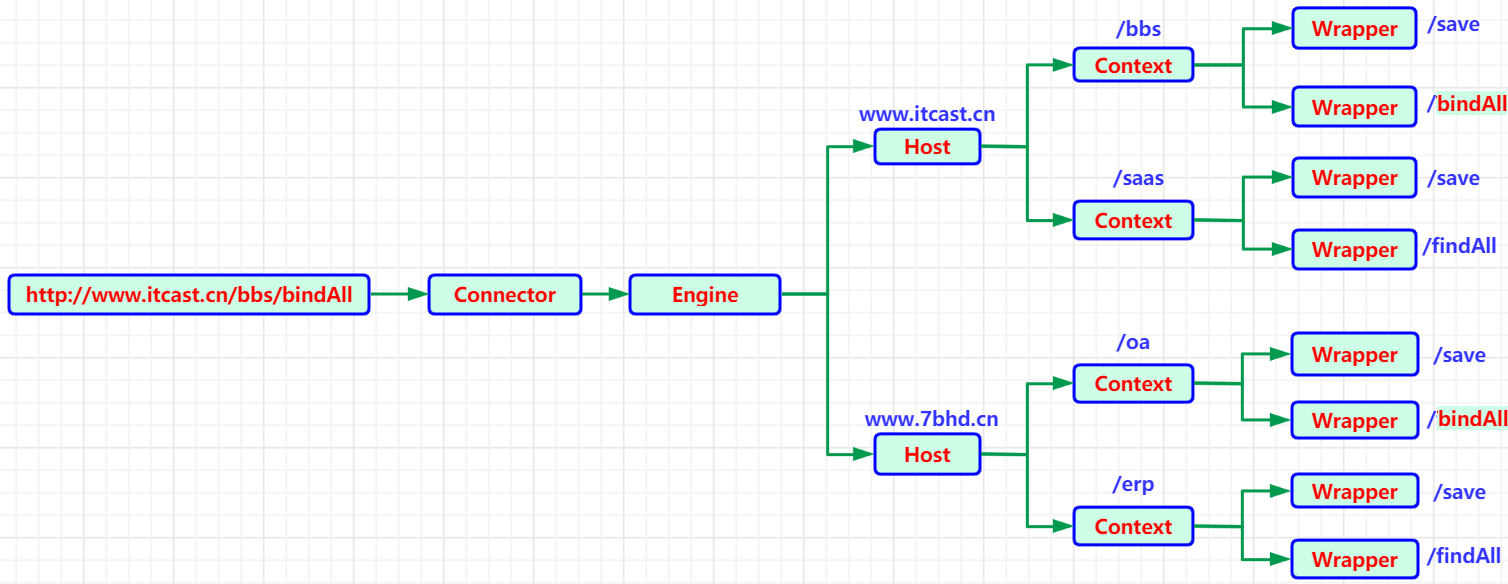 http://www.itcast.cn/bbs/bindAll
Connector
Engine
www.itcast.cn
Host
/bbs
Context
Wrapper
/save
Wrapper
/bindAll
/saas
Context
Wrapper
/save
Wrapper
/findAll
www.7bhd.cn
Host
/oa
Context
Wrapper
/save
Wrapper
/bindAll
/erp
Context
Wrapper
/save
Wrapper
/findAll